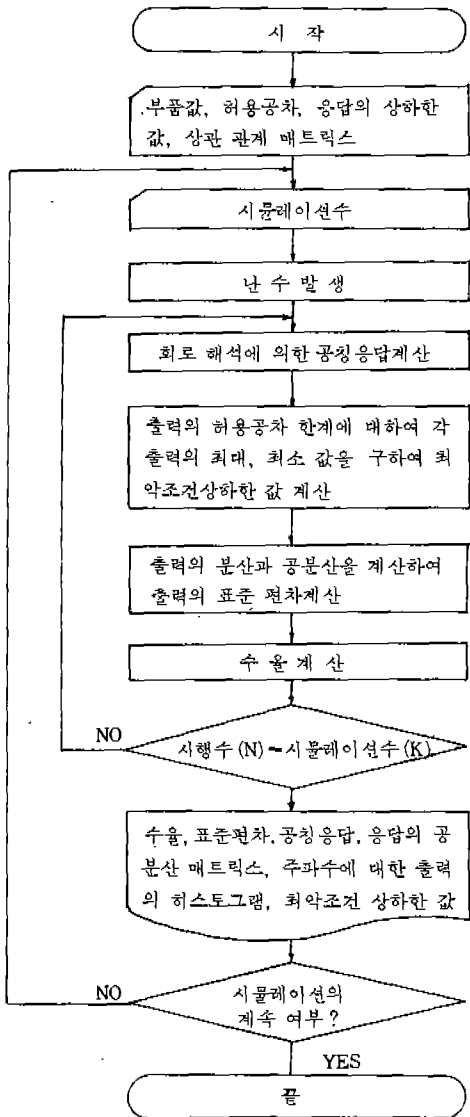 시 작
부품값, 허용공차, 응답의 상하한
값, 상관 관계 매트릭스
시뮬레이션수
난 수 발 생
회로 해석에 의한 공칭응답계산
출력의 허용공차 한계에 대하여 각
출력의 최대, 최소 값을 구하여 최
악조건상하한 값 계산
출력의 분산과 공분산을 계산하여
출력의 표준 편차계산
수 율 계 산
NO
시행수(N)=시뮬레이션수(K)
수율, 표준편차, 공칭응답, 응답의 공
분산 매트릭스, 주파수에 대한 출력
의 히스토그램, 최악조건 상하한 값
NO
시뮬레이션의
계속 여부?
YES
끝